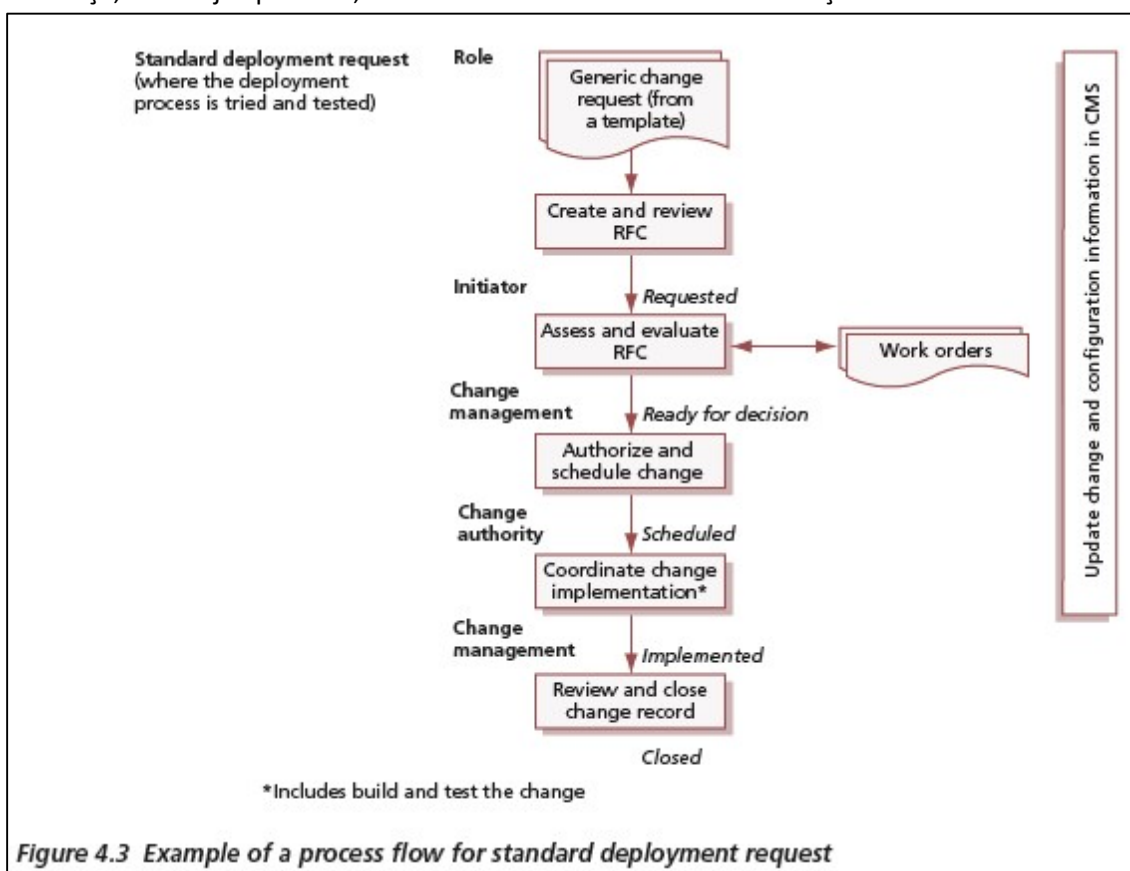 Standard deployment request
(where the deployment
process is tried and tested)
Role
Generic change
request (from
a template)
Create and review
RFC
Initiator
Requested
Assess and evaluate
RFC
Work orders
Change
management
Ready for decision
Authorize and
schedule change
Change
authority
Scheduled
Coordinate change
implementation*
Change
management
Implemented
Review and close
change record
Closed
*Includes build and test the change
Update change and configuration information in CMS
Figure 4.3 Example of a process flow for standard deployment request